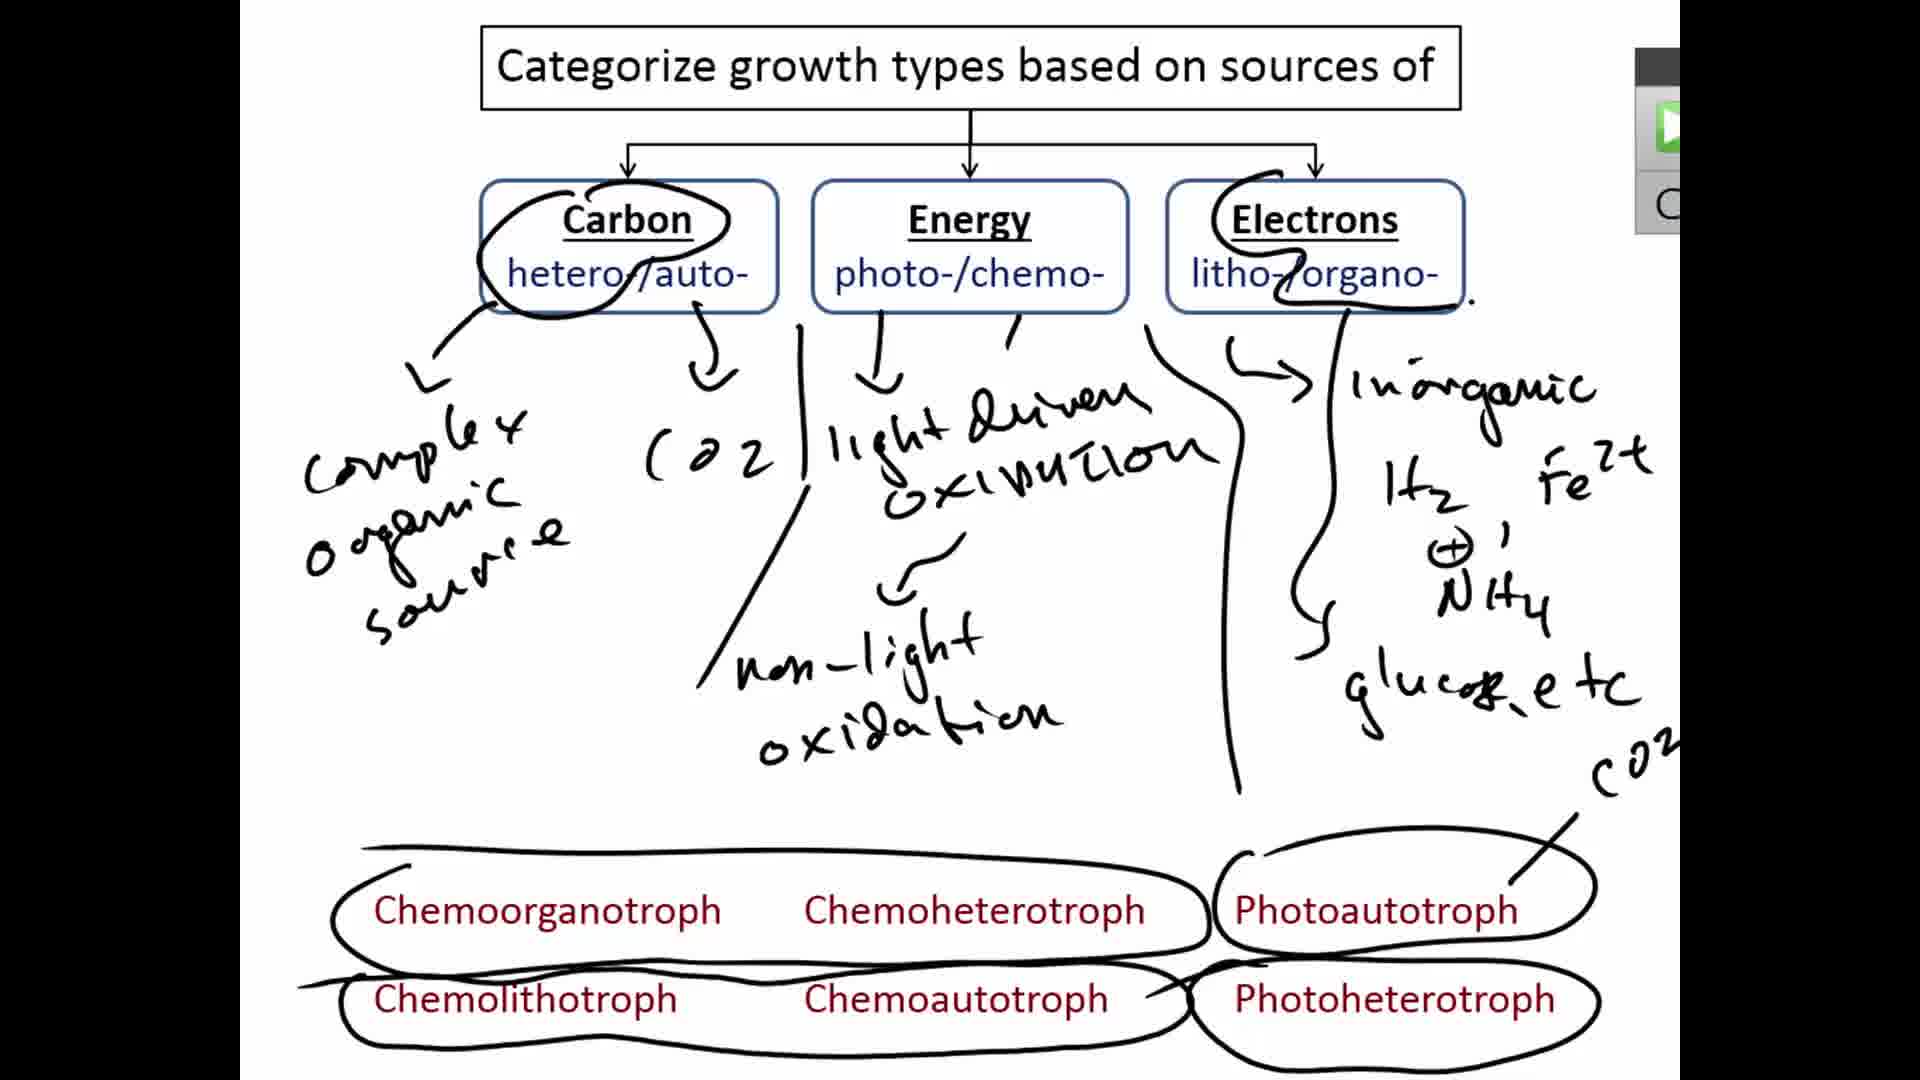 Categorize growth types based on sources of
Carbon
hetero-/auto-
Energy
photo-/chemo-
Electrons
litho-/organo-
complex
organic
source
CO2
light driven
oxidation
non-light
oxidation
inorganic
H2 Fe2+
+ ,
NH4
glucose, etc
CO2
Chemoorganotroph Chemoheterotroph Photoautotroph
Chemolithotroph Chemoautotroph Photoheterotroph